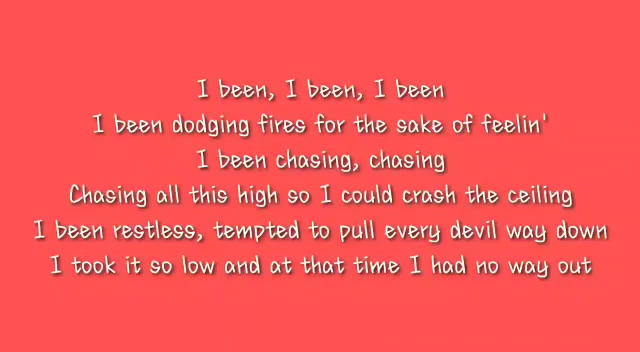 I been, I been, I been
I been dodging fires for the sake of feelin'
I been chasing, chasing
Chasing all this high so I could crash the ceiling
I been restless, tempted to pull every devil way down
I took it so low and at that time I had no way out